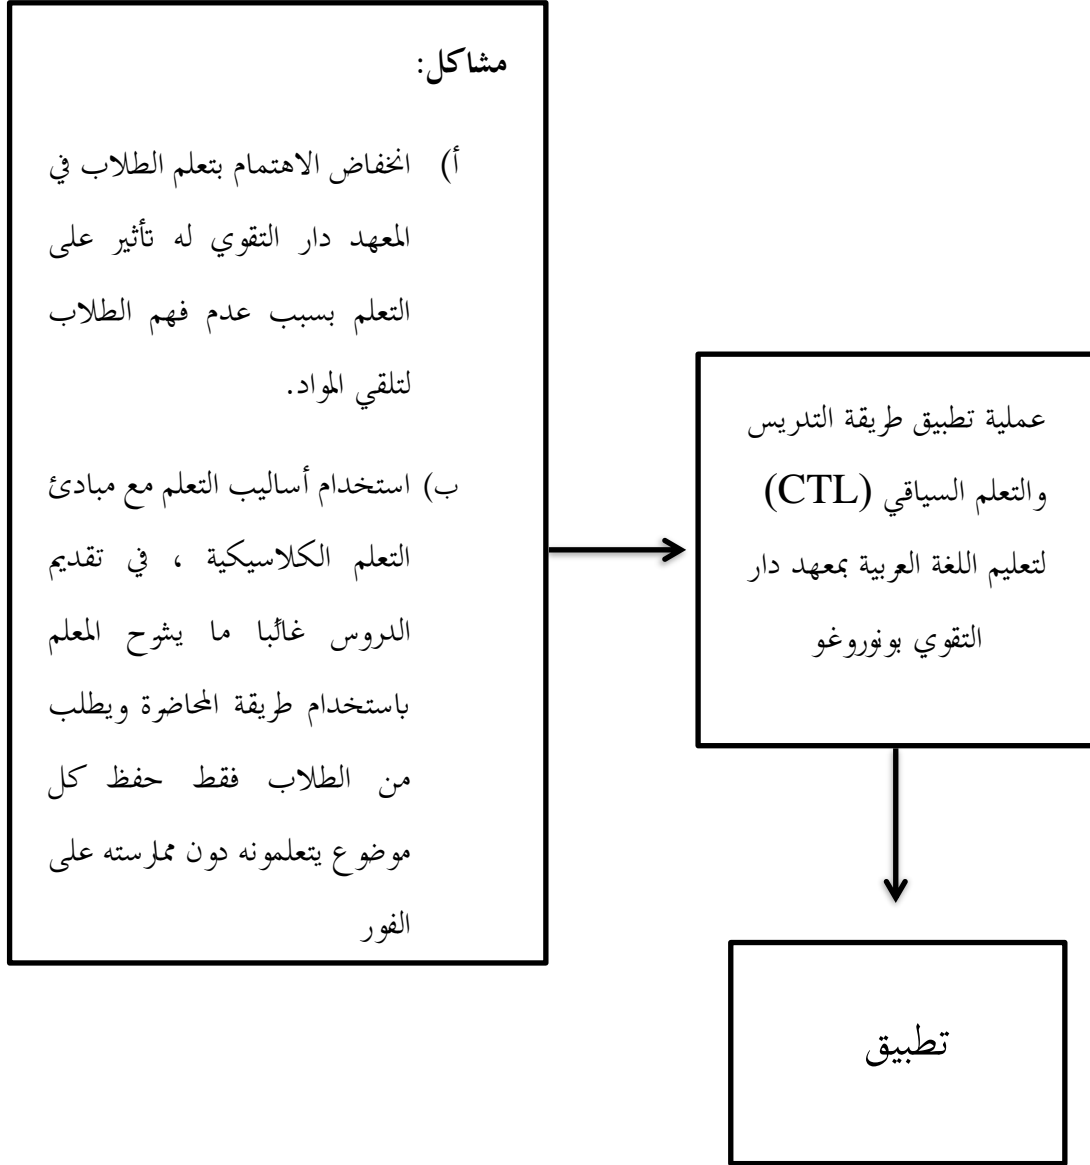 مشاكل:
أ) انخفاض الاهتمام بتعلم الطلاب في
المعهد دار التقوي له تأثير على
التعلم بسبب عدم فهم الطلاب
لتلقي المواد.
ب) استخدام أساليب التعلم مع مبادئ
التعلم الكلاسيكية ، في تقديم
الدروس غالبا ما يشرح المعلم
باستخدام طريقة المحاضرة ويطلب
من الطلاب فقط حفظ كل
موضوع يتعلمونه دون ممارسته على
الفور
عملية تطبيق طريقة التدريس
والتعلم السياقي (CTL)
لتعليم اللغة العربية بمعهد دار
التقوي بونوروغو
تطبيق